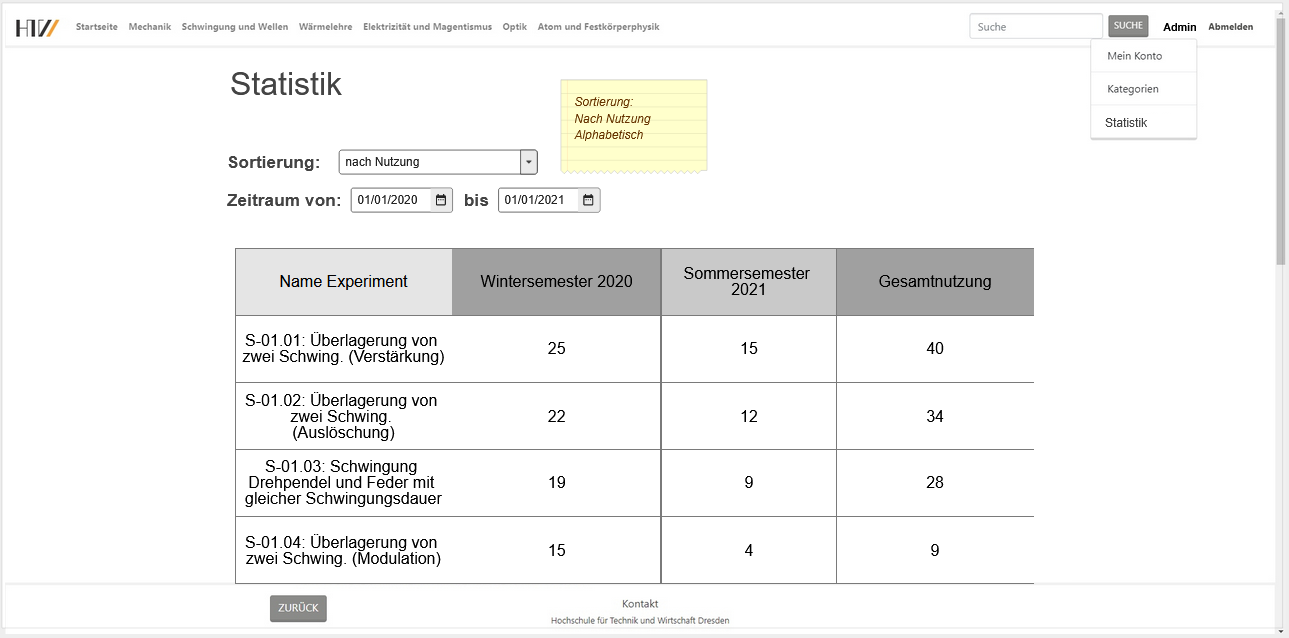 HTW
Startseite Mechanik Schwingung und Wellen Wärmelehre Elektrizität und Magentismus Optik Atom und Festkörperphysik
Suche
SUCHE
Admin
Abmelden
Mein Konto
Kategorien
Statistik
Statistik
Sortierung:
Nach Nutzung
Alphabetisch
Sortierung: nach Nutzung
Zeitraum von: 01/01/2020 bis 01/01/2021
Name Experiment Wintersemester 2020 Sommersemester
2021 Gesamtnutzung
S-01.01: Überlagerung von
zwei Schwing. (Verstärkung)
25 15 40
S-01.02: Überlagerung von
zwei Schwing.
(Auslöschung)
22 12 34
S-01.03: Schwingung
Drehpendel und Feder mit
gleicher Schwingungsdauer
19 9 28
S-01.04: Überlagerung von
zwei Schwing. (Modulation)
15 4 9
ZURÜCK
Kontakt
Hochschule für Technik und Wirtschaft Dresden